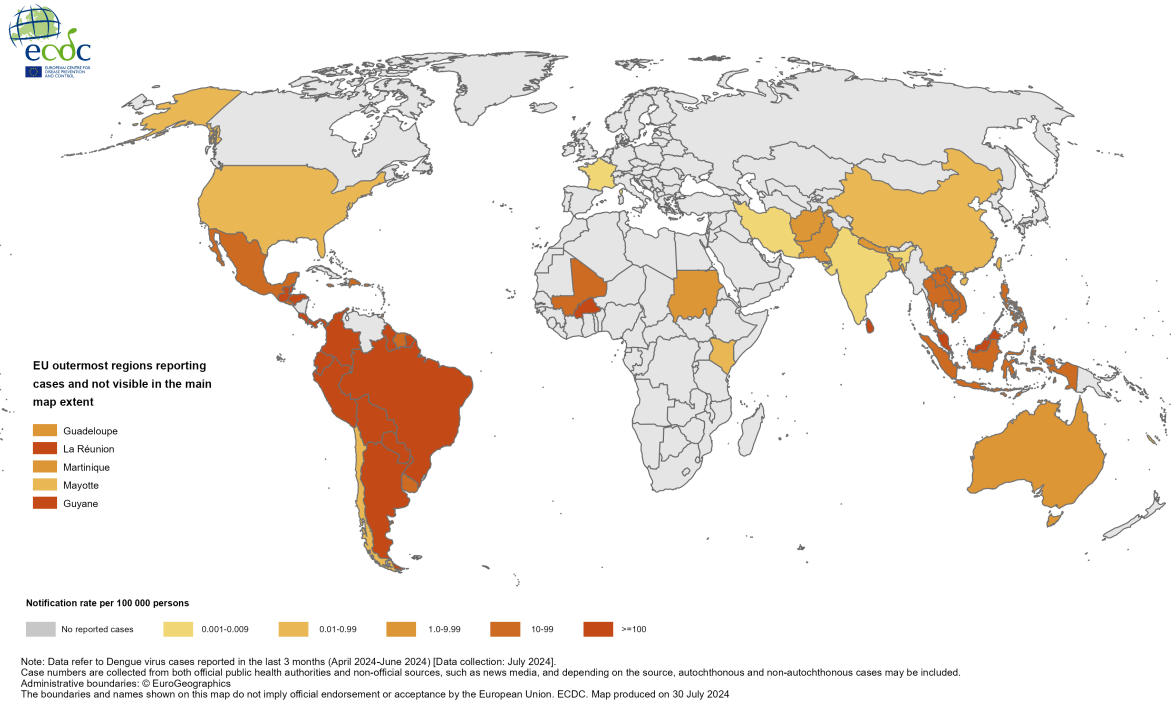 ecdc
EUROPEAN CENTRE FOR
DISEASE PREVENTION
AND CONTROL
EU outermost regions reporting
cases and not visible in the main
map extent
Guadeloupe
La Réunion
Martinique
Mayotte
Guyane
Notification rate per 100 000 persons
No reported cases
0.001-0.009
0.01-0.99
1.0-9.99
10-99
>=100
Note: Data refer to Dengue virus cases reported in the last 3 months (April 2024-June 2024) [Data collection: July 2024].
Case numbers are collected from both official public health authorities and non-official sources, such as news media, and depending on the source, autochthonous and non-autochthonous cases may be included.
Administrative boundaries: © EuroGeographics
The boundaries and names shown on this map do not imply official endorsement or acceptance by the European Union. ECDC. Map produced on 30 July 2024